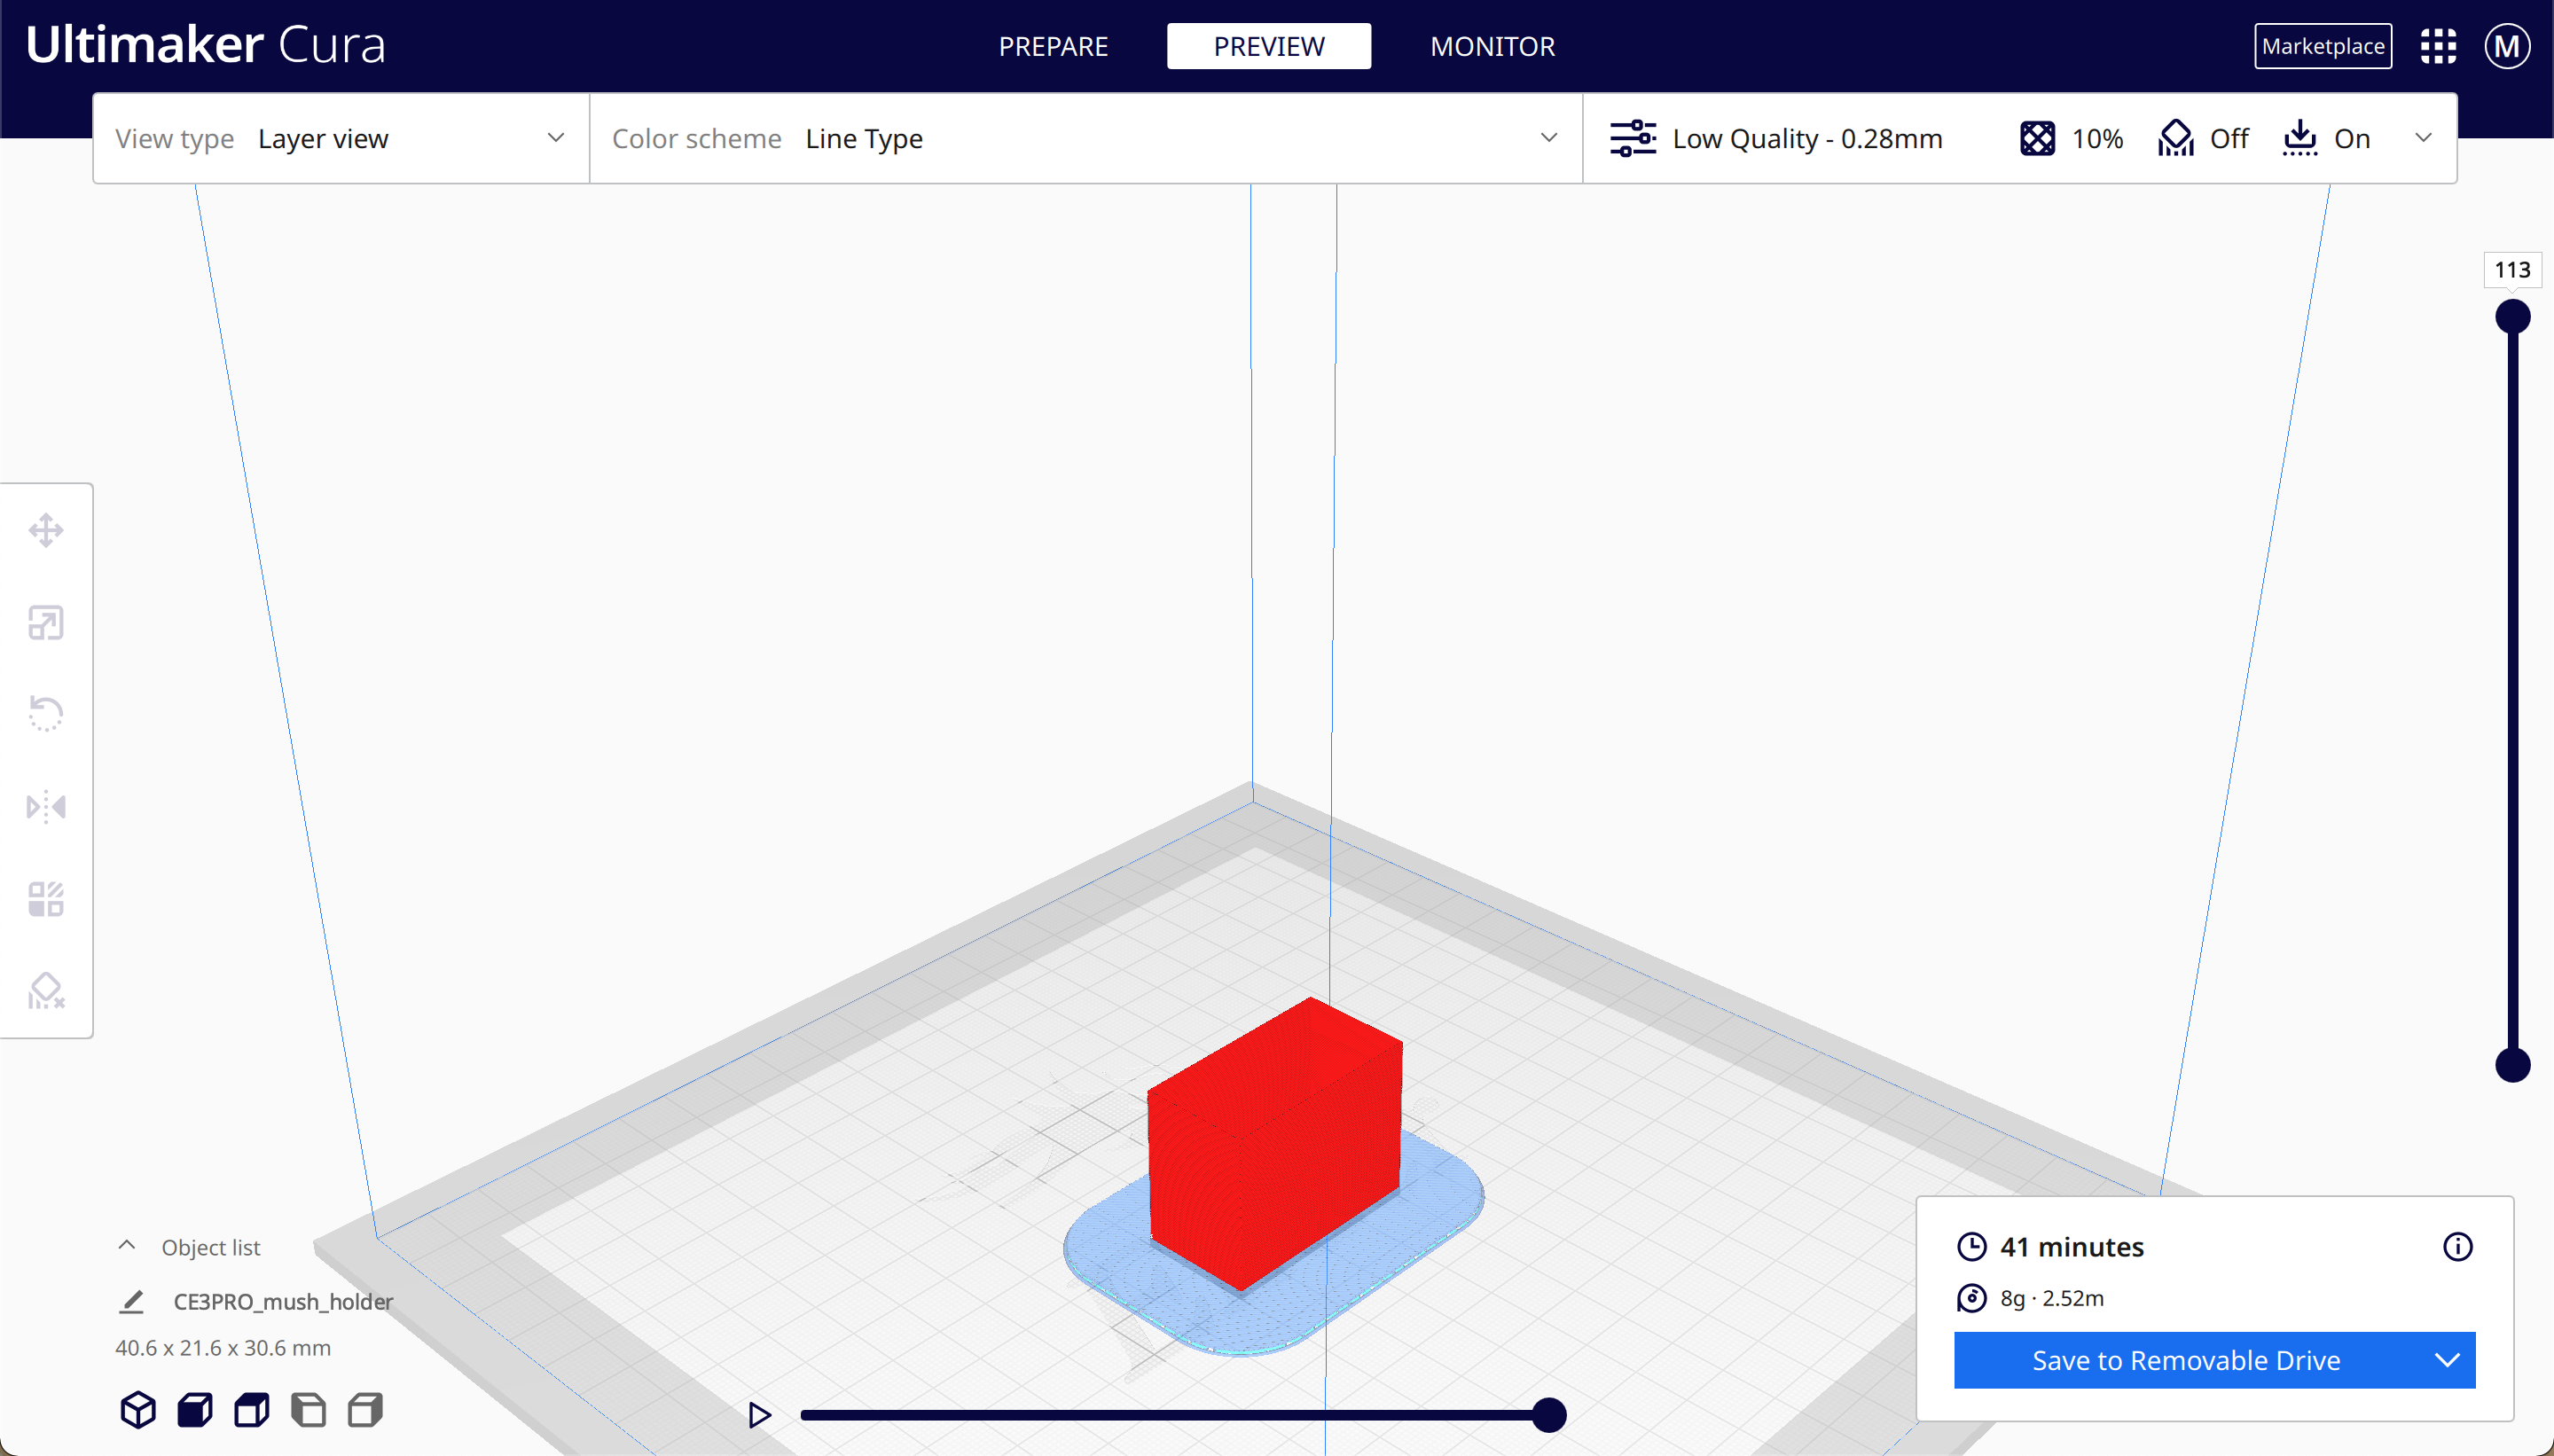 Ultimaker Cura
PREPARE
PREVIEW
MONITOR
Marketplace
M
View type Layer view
Color scheme Line Type
Low Quality - 0.28mm
10%
Off
On
113
Object list
CE3PRO_mush_holder
40.6 x 21.6 x 30.6 mm
41 minutes
8g · 2.52m
Save to Removable Drive